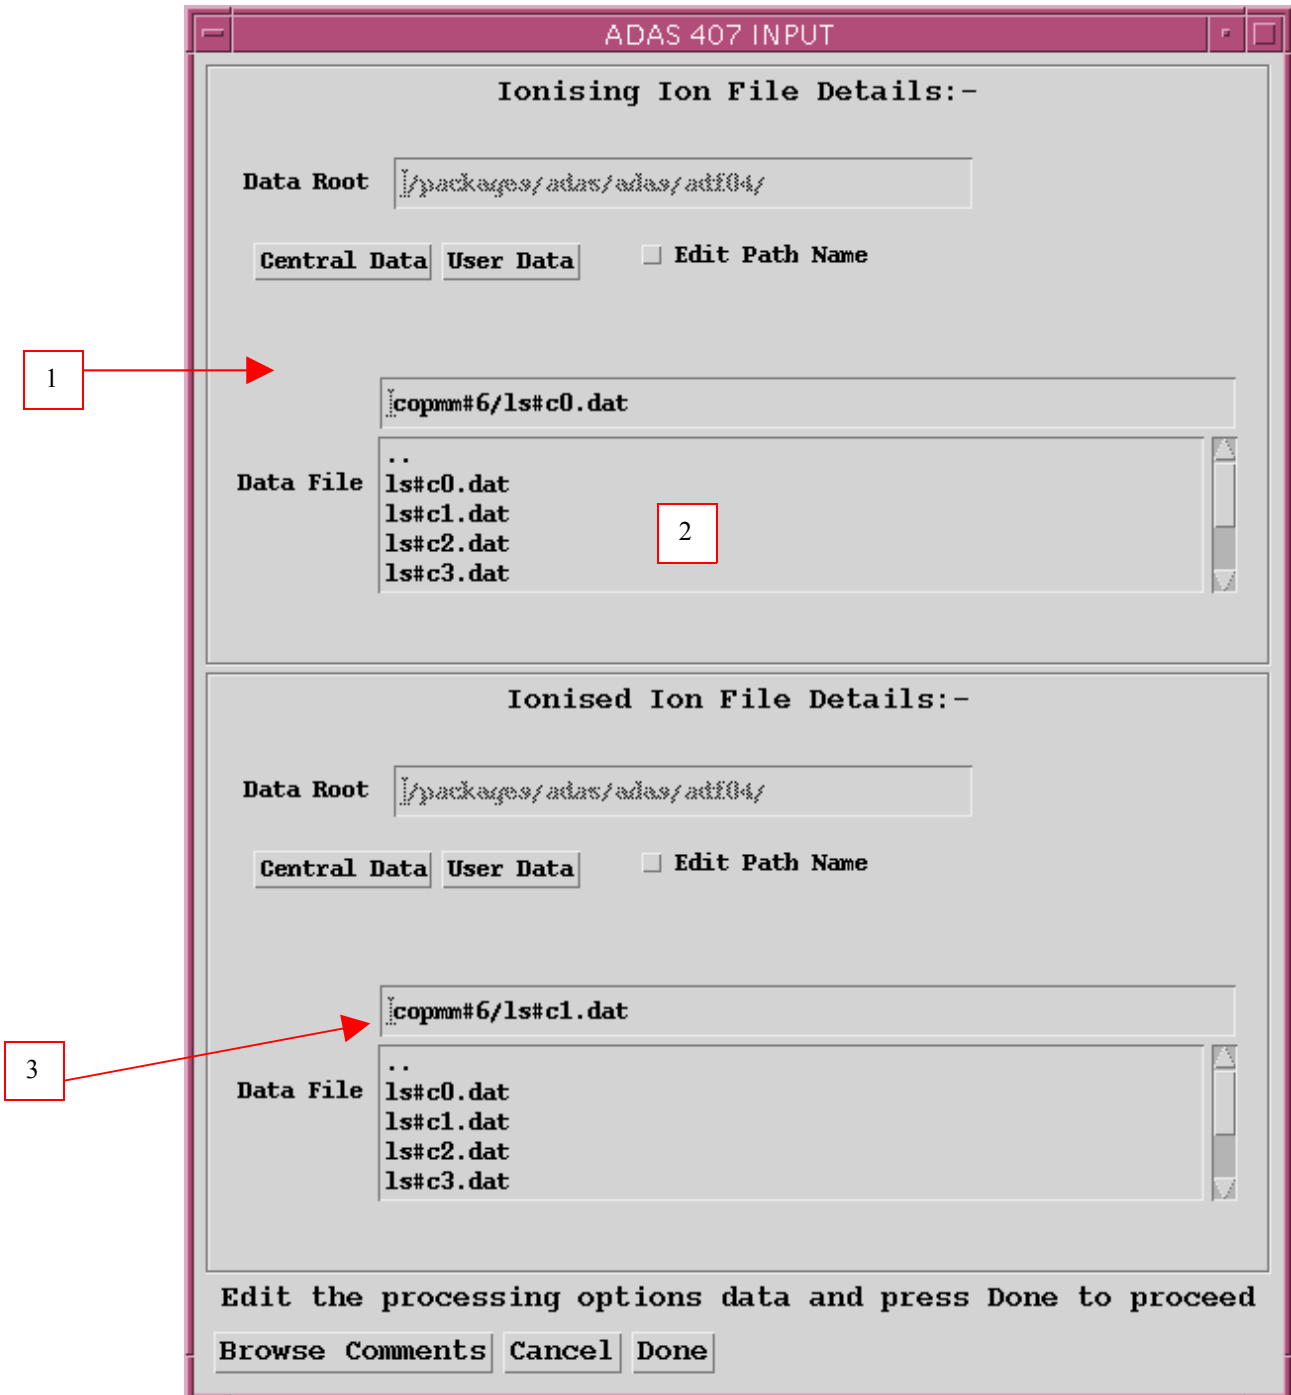 ADAS 407 INPUT
Ionising Ion File Details:-
Data Root /packages/adas/adas/adf04/
Central Data User Data Edit Path Name
1
copmm#6/ls#c0.dat
..
Data File ls#c0.dat
ls#c1.dat
2
ls#c2.dat
ls#c3.dat
Ionised Ion File Details:-
Data Root /packages/adas/adas/adf04/
Central Data User Data Edit Path Name
copmm#6/ls#c1.dat
3
..
Data File ls#c0.dat
ls#c1.dat
ls#c2.dat
ls#c3.dat
Edit the processing options data and press Done to proceed
Browse Comments Cancel Done